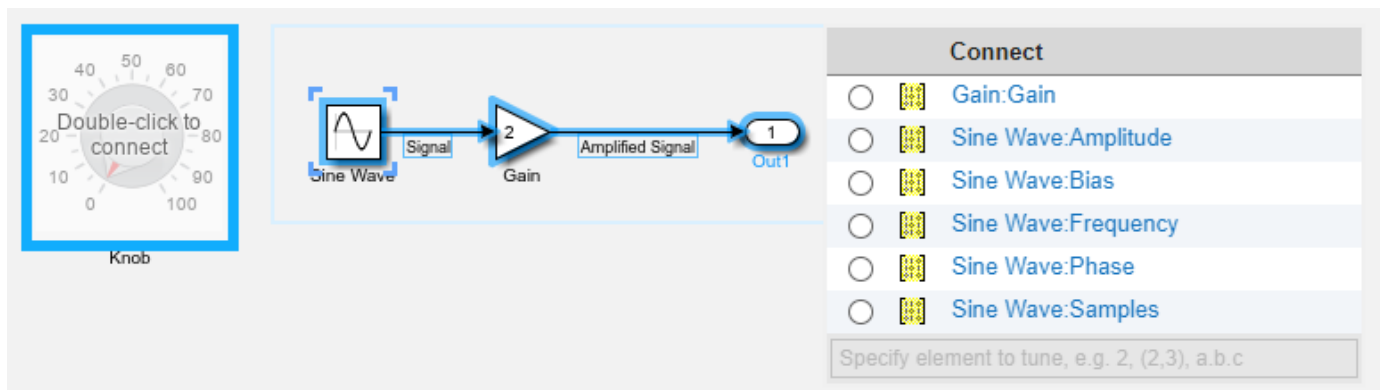 50
40
60
30
70
Double-click to
connect
20
80
10
90
0
100
Knob
Signal
Sine Wave
2
Gain
Amplified Signal
1
Out1
Connect
Gain:Gain
Sine Wave:Amplitude
Sine Wave:Bias
Sine Wave:Frequency
Sine Wave:Phase
Sine Wave:Samples
Specify element to tune, e.g. 2, (2,3), a.b.c